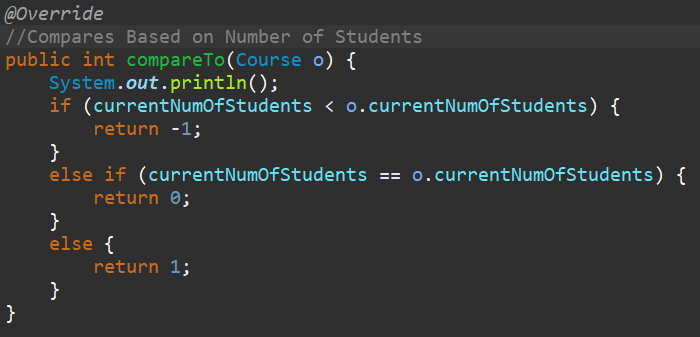 @Override
//Compares Based on Number of Students
public int compareTo(Course o) {
    System.out.println();
    if (currentNumOfStudents < o.currentNumOfStudents) {
        return -1;
    }
    else if (currentNumOfStudents == o.currentNumOfStudents) {
        return 0;
    }
    else {
        return 1;
    }
}